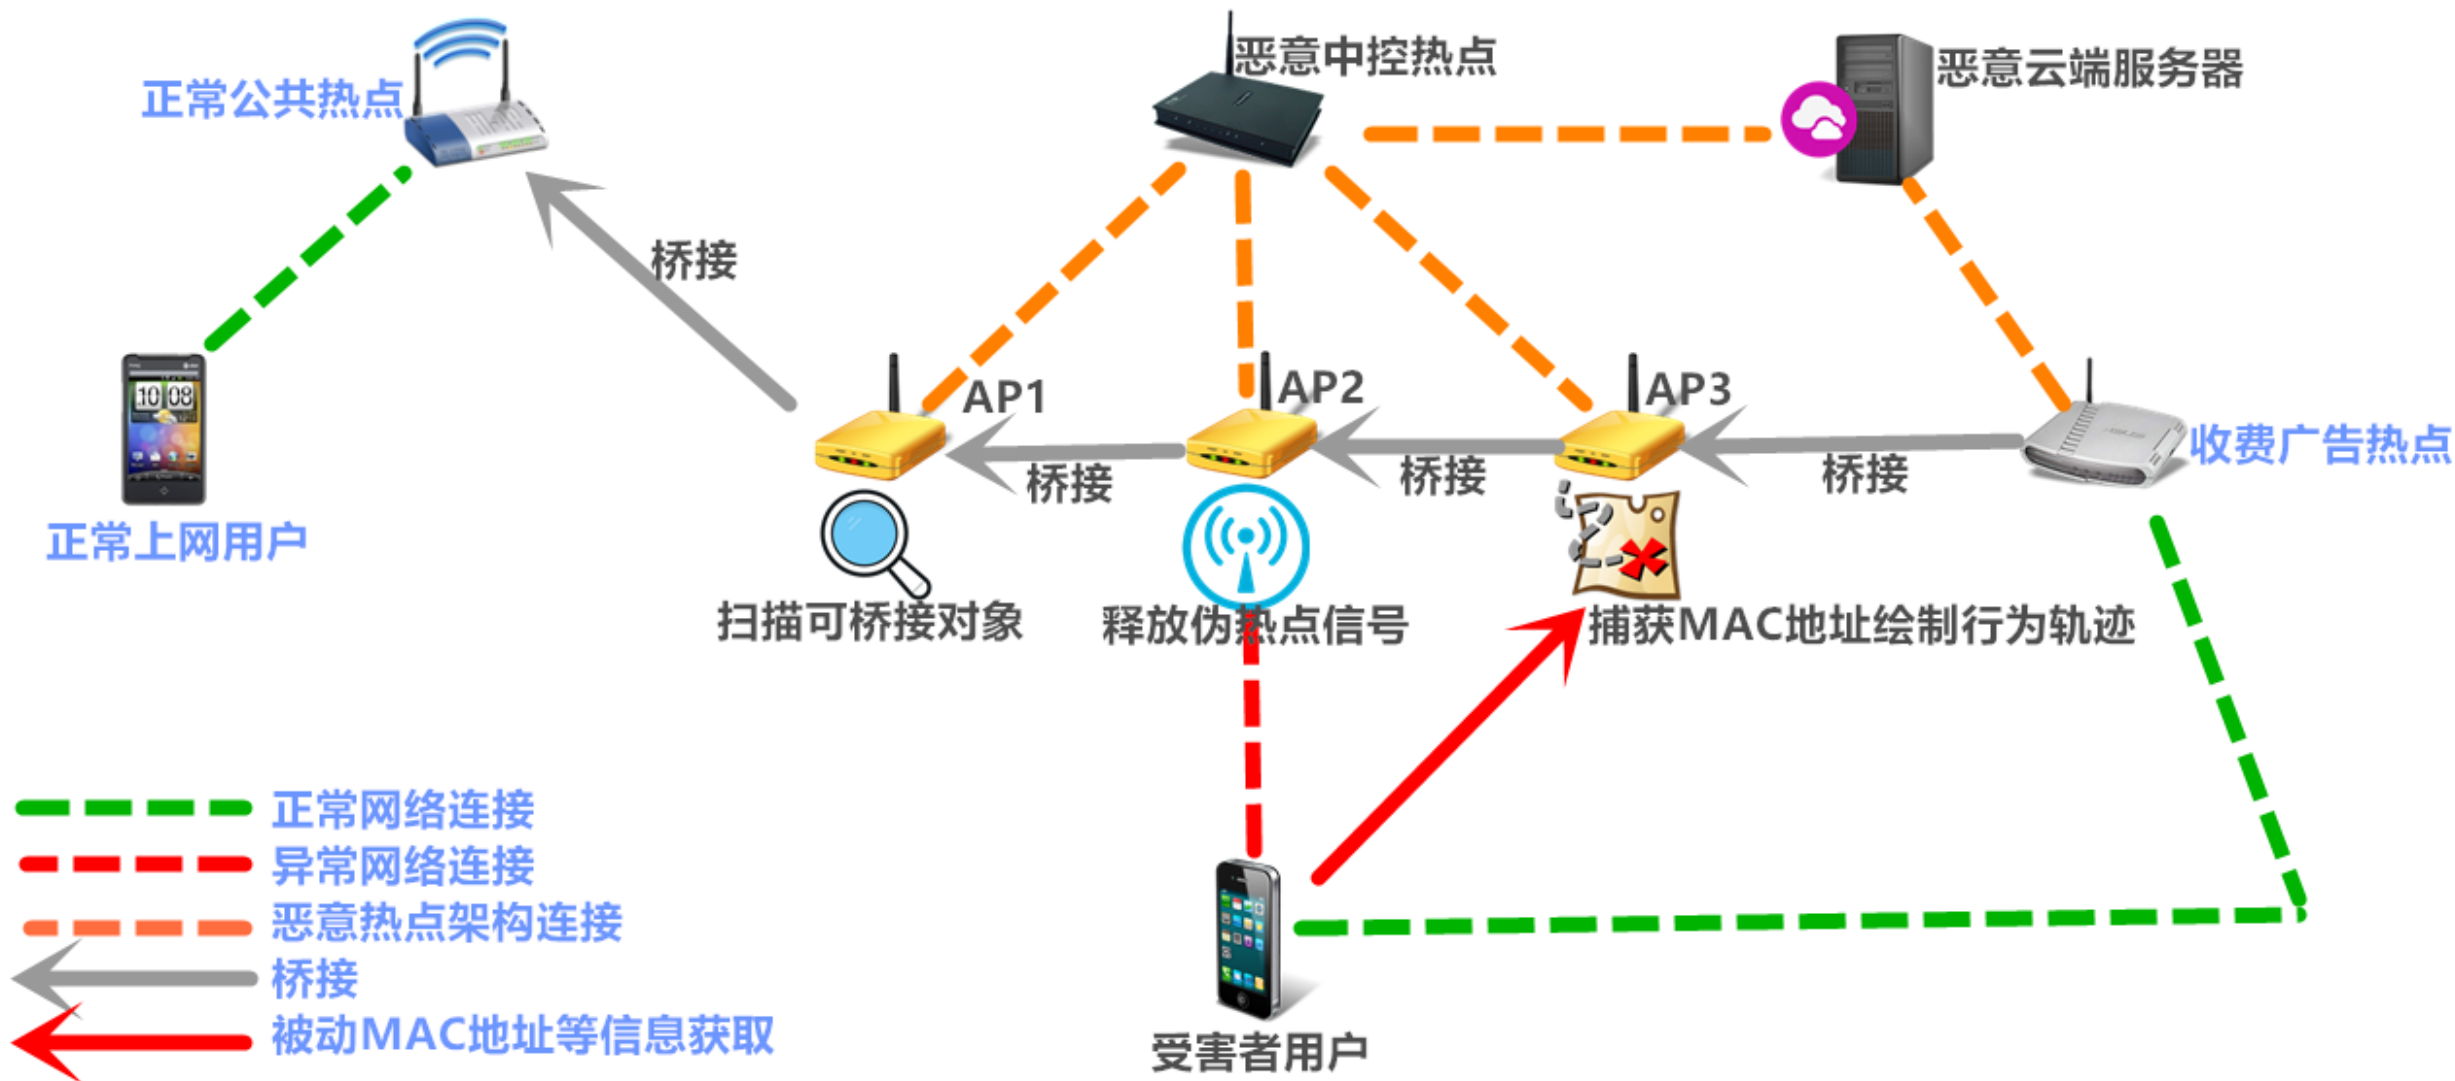 恶意中控热点
恶意云端服务器
正常公共热点
桥接
10 08
AP1
AP2
AP3
收费广告热点
桥接
桥接
桥接
正常上网用户
扫描可桥接对象
释放伪热点信号
捕获MAC地址绘制行为轨迹
正常网络连接
异常网络连接
恶意热点架构连接
桥接
被动MAC地址等信息获取
受害者用户